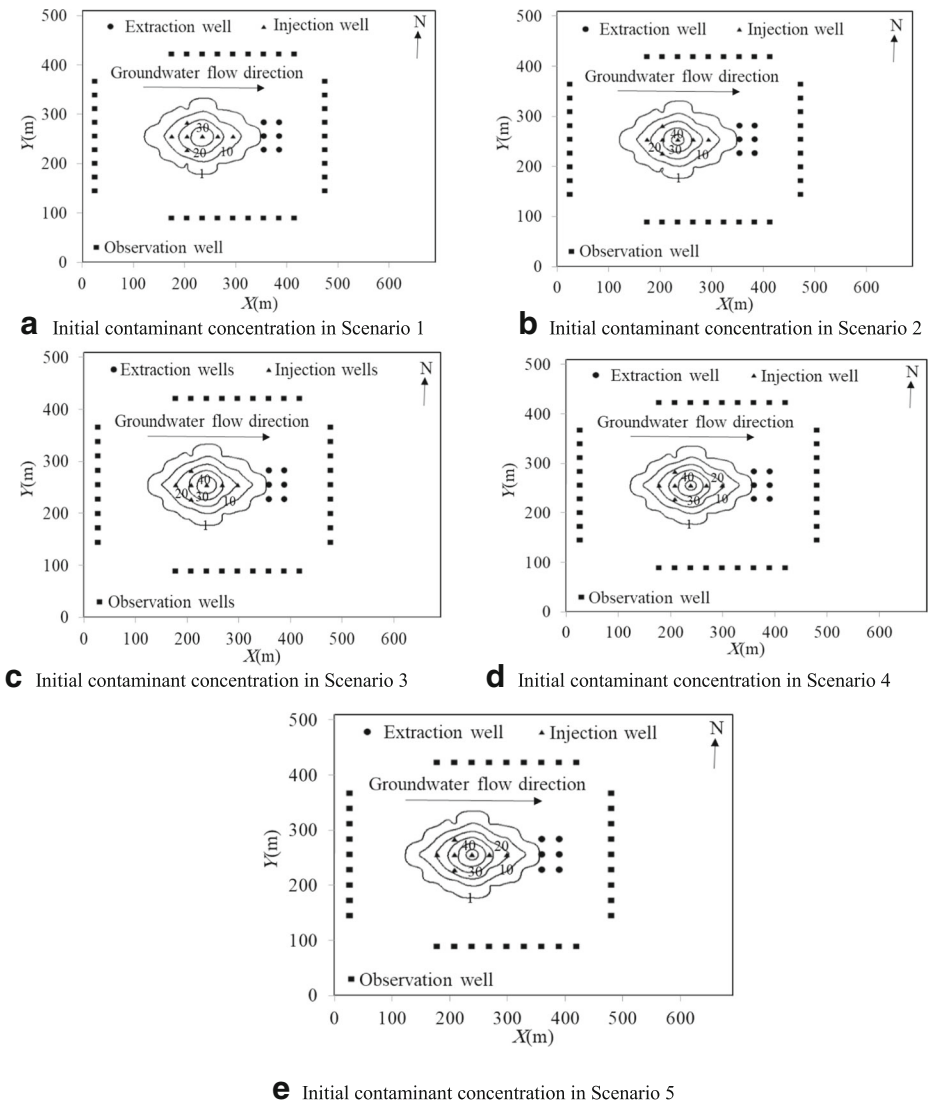 500
Extraction well
Injection well
N
400
Groundwater flow direction
300
30
Y(m)
200
20
10
1
100
Observation well
0
0 100 200 300 400 500 600
X(m)
a Initial contaminant concentration in Scenario 1
500
Extraction well
Injection well
N
400
Groundwater flow direction
300
40
Y(m)
20
30
10
200
1
100
Observation well
0
0 100 200 300 400 500 600
X(m)
b Initial contaminant concentration in Scenario 2
500
Extraction wells
Injection wells
N
400
Groundwater flow direction
300
40
Y(m)
20
30
10
200
1
100
Observation wells
0
0 100 200 300 400 500 600
X(m)
c Initial contaminant concentration in Scenario 3
500
Extraction well
Injection well
N
400
Groundwater flow direction
300
40
20
Y(m)
30
10
200
1
100
Observation well
0
0 100 200 300 400 500 600
X(m)
d Initial contaminant concentration in Scenario 4
500
Extraction well
Injection well
N
400
Groundwater flow direction
300
40
20
Y(m)
30
10
200
1
100
Observation well
0
0 100 200 300 400 500 600
X(m)
e Initial contaminant concentration in Scenario 5